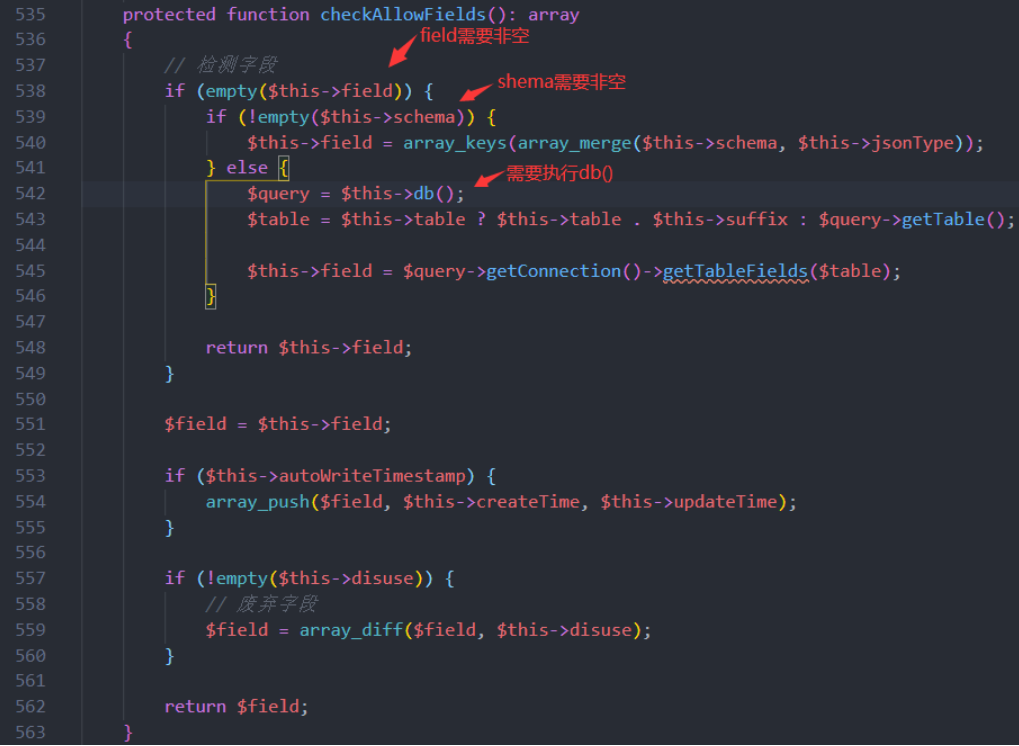 535 protected function checkAllowFields(): array
536 {
field需要非空
537 // 检测字段
538 if (empty($this->field)) {
shema需要非空
539 if (!empty($this->schema)) {
540 $this->field = array_keys(array_merge($this->schema, $this->jsonType));
541 } else {
需要执行db()
542 $query = $this->db();
543 $table = $this->table ? $this->table . $this->suffix : $query->getTable();
544
545 $this->field = $query->getConnection()->getTableFields($table);
546 }
547
548 return $this->field;
549 }
550
551 $field = $this->field;
552
553 if ($this->autoWriteTimestamp) {
554 array_push($field, $this->createTime, $this->updateTime);
555 }
556
557 if (!empty($this->disuse)) {
558 // 废弃字段
559 $field = array_diff($field, $this->disuse);
560 }
561
562 return $field;
563 }